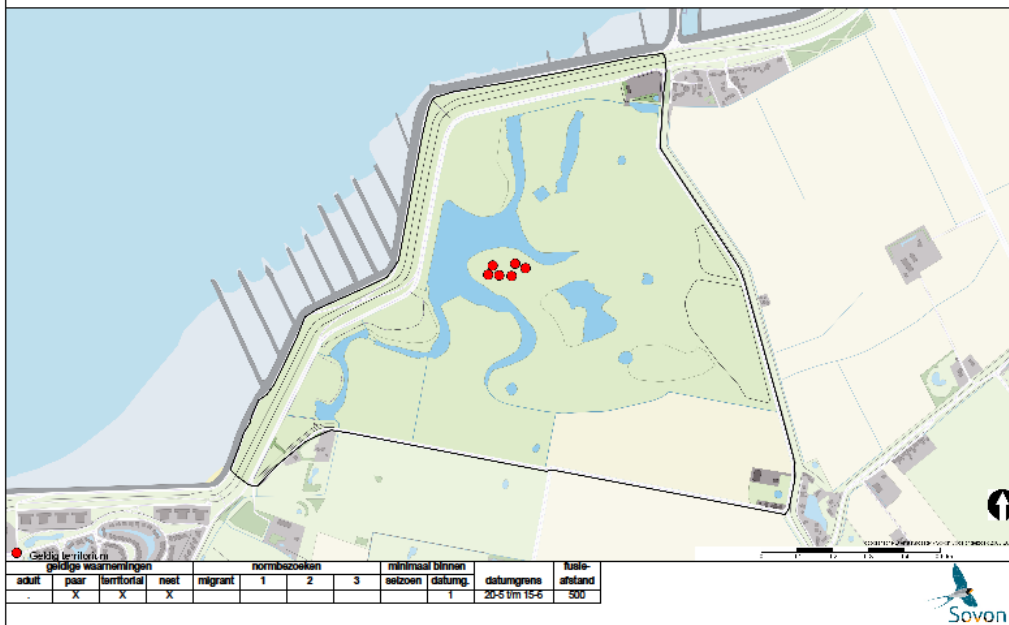 Geldig territorium
geldige waarnemingen normbezoeken minimaal binnen fusie-
adult paar territorial nest migrant 1 2 3 seizoen datumg. datumgrens afstand
. X X X 1 20-5 t/m 15-6 500
Sovon